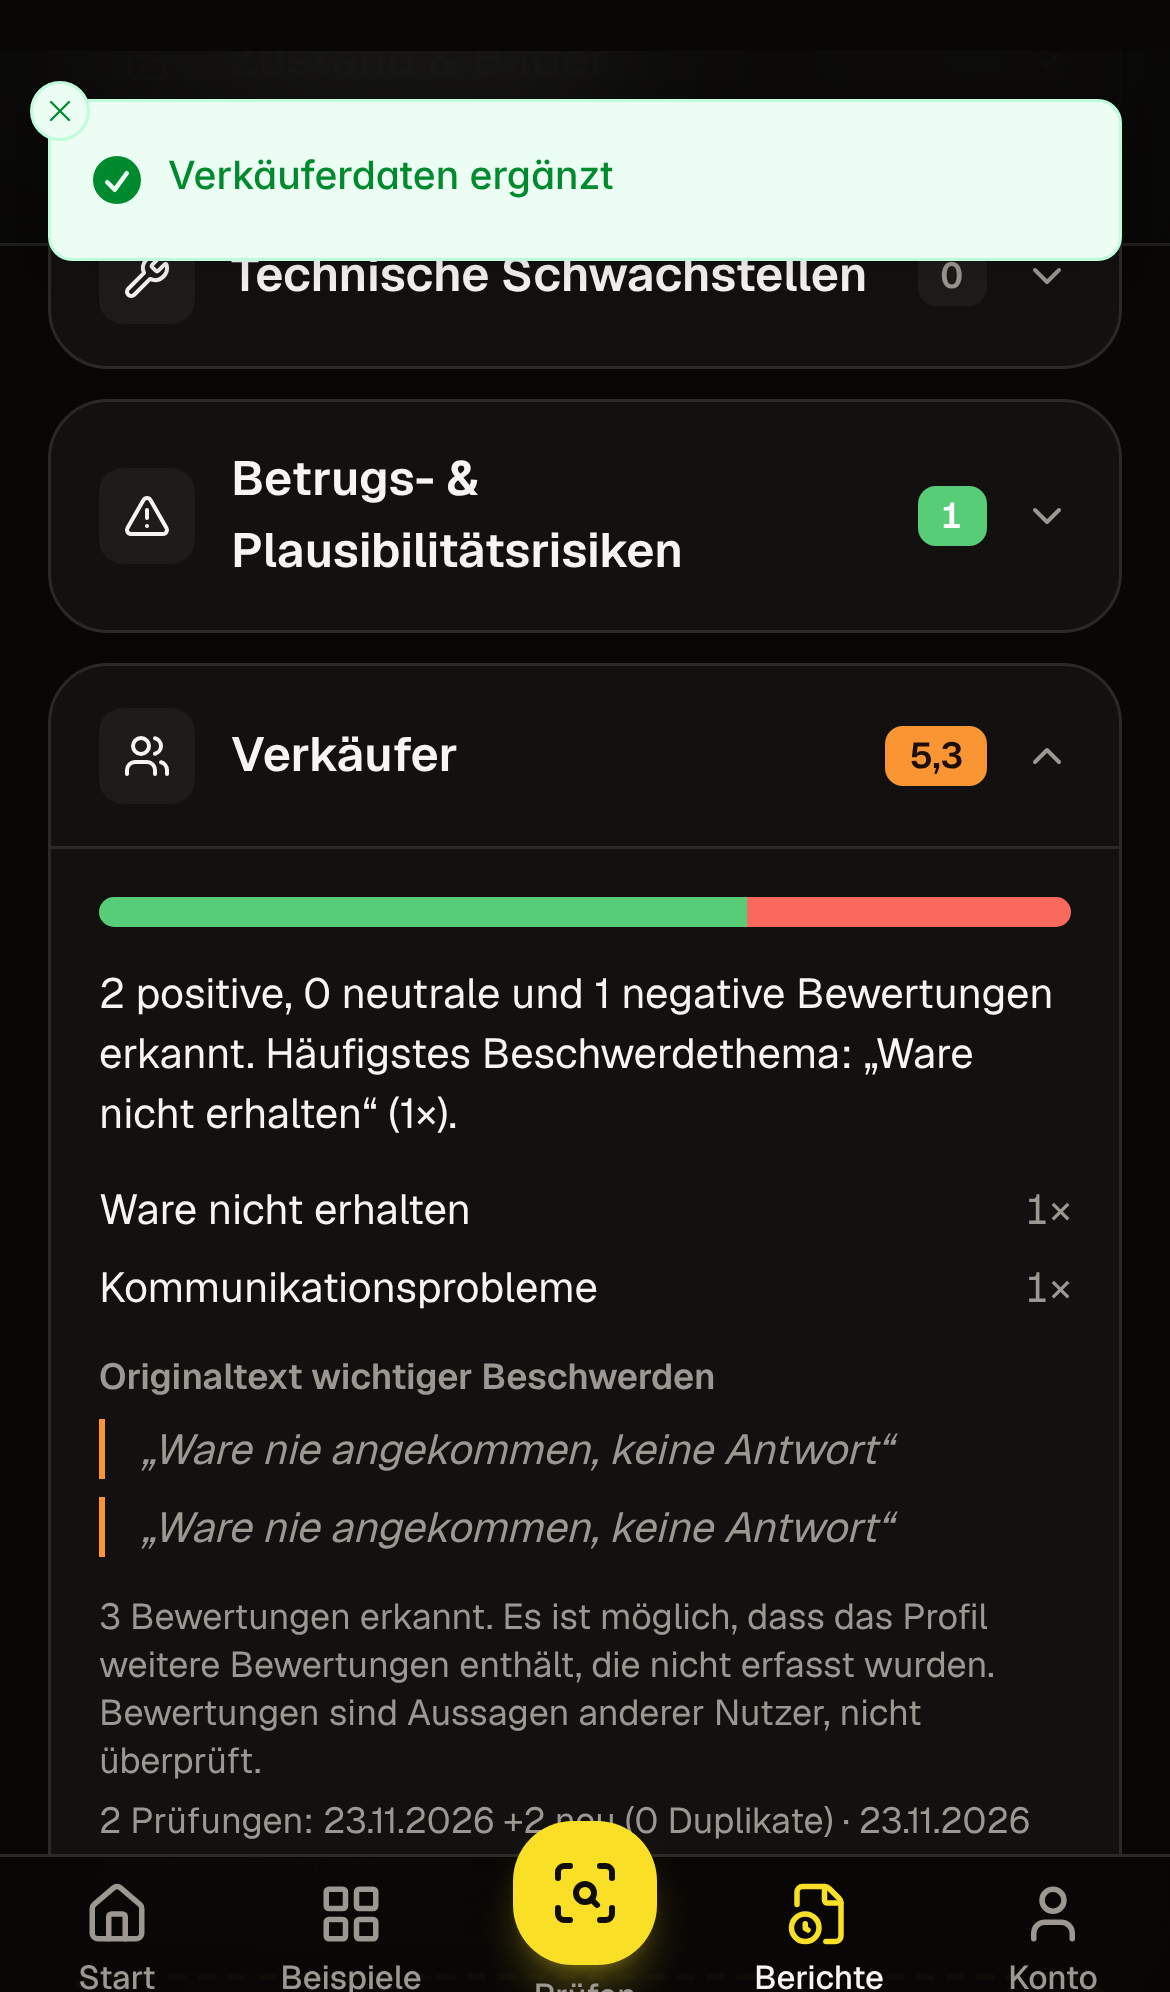 Zustand & Bilder
Verkäuferdaten ergänzt
Technische Schwachstellen
0
Betrugs- &
Plausibilitätsrisiken
1
Verkäufer
5,3
2 positive, 0 neutrale und 1 negative Bewertungen
erkannt. Häufigstes Beschwerdethema: „Ware
nicht erhalten“ (1×).
Ware nicht erhalten
1×
Kommunikationsprobleme
1×
Originaltext wichtiger Beschwerden
„Ware nie angekommen, keine Antwort“
„Ware nie angekommen, keine Antwort“
3 Bewertungen erkannt. Es ist möglich, dass das Profil
weitere Bewertungen enthält, die nicht erfasst wurden.
Bewertungen sind Aussagen anderer Nutzer, nicht
überprüft.
2 Prüfungen: 23.11.2026 +2 neu (0 Duplikate) · 23.11.2026
Start
Beispiele
Prüfen
Berichte
Konto